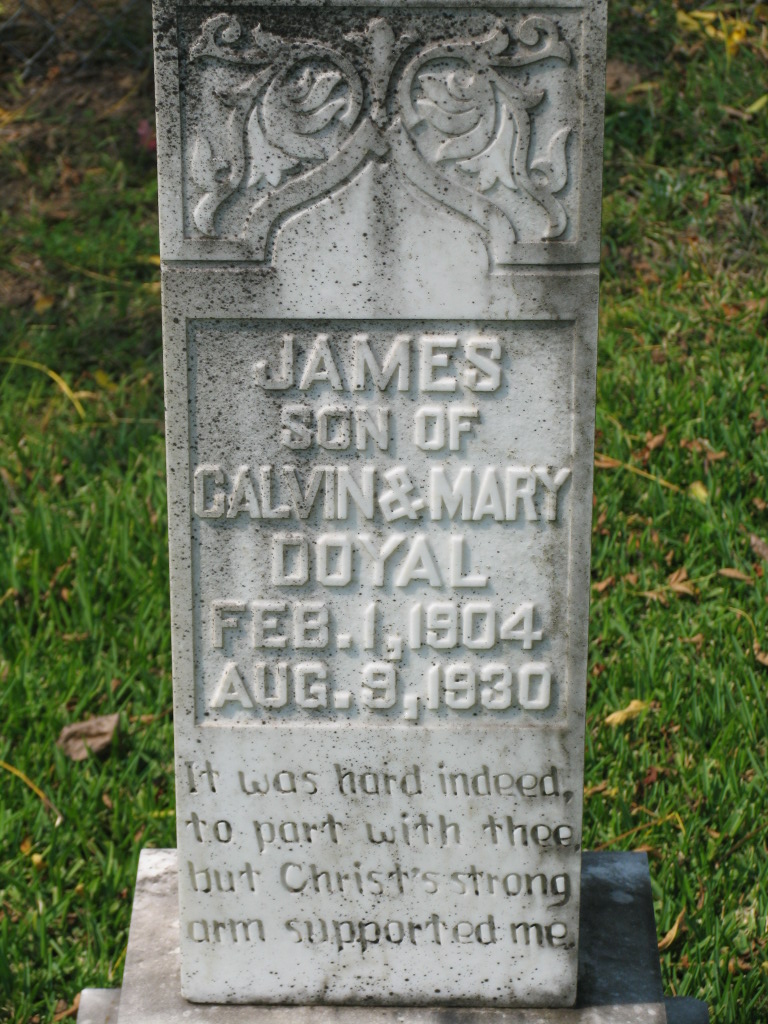 JAMES
SON OF
CALVIN & MARY
DOYAL
FEB. 1, 1904
AUG. 9, 1930
It was hard indeed,
to part with thee,
but Christ's strong
arm supported me.